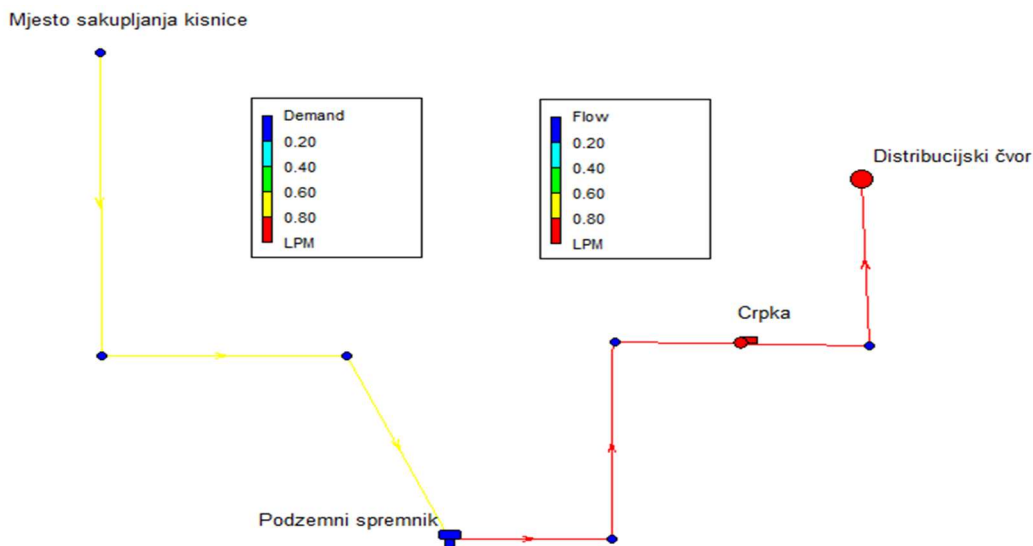 Mjesto sakupljanja kisnice
Demand
0.20
0.40
0.60
0.80
LPM
Flow
0.20
0.40
0.60
0.80
LPM
Distribucijski čvor
Crpka
Podzemni spremnik